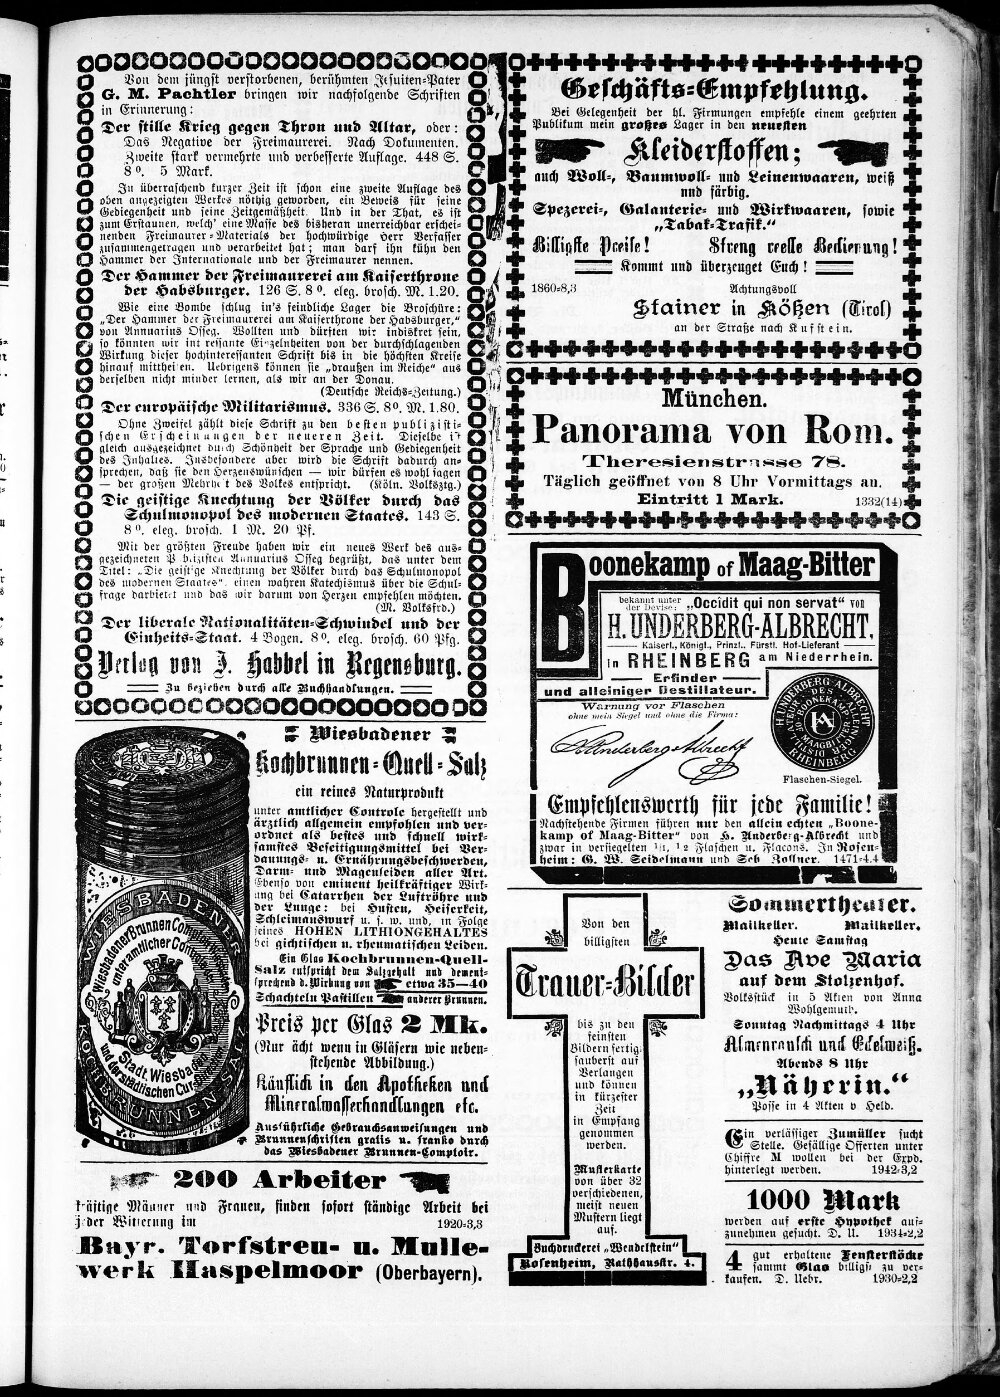 Von dem jüngst verstorbenen, berühmten Jesuiten-Pater
G. M. Pachtler bringen wir nachfolgende Schriften
in Erinnerung:
Der stille Krieg gegen Thron und Altar, oder:
Das Negative der Freimaurerei. Nach Dokumenten.
Zweite stark vermehrte und verbesserte Auflage. 448 S.
8°. 5 Mark.
In überraschend kurzer Zeit ist schon eine zweite Auflage des
oben angezeigten Werkes nöthig geworden, ein Beweis für seine
Gediegenheit und seine Zeitgemäßheit. Und in der That, es ist
zum Erstaunen, welch' eine Masse des bisheran unerreichbar erschei-
nenden Freimaurer-Materials der hochwürdige Herr Verfasser
zusammengetragen und verarbeitet hat; man darf ihn kühn den
Hammer der Internationale und der Freimaurer nennen.
Der Hammer der Freimaurerei am Kaiserthrone
der Habsburger. 126 S. 8°. eleg. brosch. M. 1.20.
Wie eine Bombe schlug in's feindliche Lager die Broschüre:
„Der Hammer der Freimaurerei am Kaiserthrone der Habsburger,"
von Annuarius Osseg. Wollten und dürften wir indiskret sein,
so könnten wir interessante Einzelnheiten von der durchschlagenden
Wirkung dieser hochinteressanten Schrift bis in die höchsten Kreise
hinauf mittheilen. Uebrigens können sie „draußen im Reiche" aus
derselben nicht minder lernen, als wir an der Donau.
(Deutsche Reichs-Zeitung.)
Der europäische Militarismus. 336 S. 8°. M. 1.80.
Ohne Zweifel zählt diese Schrift zu den besten publizisti-
schen Erscheinungen der neueren Zeit. Dieselbe ist
gleich ausgezeichnet durch Schönheit der Sprache und Gediegenheit
des Inhaltes. Insbesondere aber wird die Schrift dadurch an-
sprechen, daß sie den Herzenswünschen — wir dürfen es wohl sagen
— der großen Mehrheit des Volkes entspricht. (Köln. Volksztg.)
Die geistige Knechtung der Völker durch das
Schulmonopol des modernen Staates. 143 S.
8°. eleg. brosch. 1 M. 20 Pf.
Mit der größten Freude haben wir ein neues Werk des aus-
gezeichneten Publizisten Annuarius Osseg begrüßt, das unter dem
Titel: „Die geistige Knechtung der Völker durch das Schulmonopol
des modernen Staates" einen wahren Katechismus über die Schul-
frage darbietet und das wir darum von Herzen empfehlen möchten.
(N. Volksfrd.)
Der liberale Nationalitäten-Schwindel und der
Einheits-Staat. 4 Bogen. 8°. eleg. brosch. 60 Pfg.
Verlag von J. Habbel in Regensburg.
Zu beziehen durch alle Buchhandlungen.
Wiesbadener
Kochbrunnen-Quell-Salz
ein reines Naturprodukt
unter amtlicher Controle hergestellt und
ärztlich allgemein empfohlen und ver-
ordnet als bestes und schnell wirk-
samstes Beseitigungsmittel bei Ver-
dauungs- u. Ernährungsbeschwerden,
Darm- und Magenleiden aller Art.
Ebenso von eminent heilkräftiger Wirk-
ung bei Catarrhen der Luftröhre und
der Lunge: bei Husten, Heiserkeit,
Schleimauswurf u. s. w. und, in Folge
seines HOHEN LITHIONGEHALTES
bei gichtischen u. rheumatischen Leiden.
Ein Glas Kochbrunnen-Quell-
Salz entspricht dem Salzgehalt und dement-
sprechend d. Wirkung von etwa 35—40
Schachteln Pastillen anderer Brunnen.
Preis per Glas 2 Mk.
(Nur ächt wenn in Gläsern wie neben-
stehende Abbildung.)
Käuflich in den Apotheken und
Mineralwasserhandlungen etc.
Ausführliche Gebrauchsanweisungen und
Brunnenschriften gratis u. franko durch
das Wiesbadener Brunnen-Comptoir.
WIESBADENER
KOCHBRUNNEN-SALZ
Wiesbadener Brunnen Comptoir
unter amtlicher Controle
Stadt Wiesbaden
und der städtischen Cur-
200 Arbeiter
kräftige Männer und Frauen, finden sofort ständige Arbeit bei
jeder Witterung im 1920=3,3
Bayr. Torfstreu- u. Mulle-
werk Haspelmoor (Oberbayern).
Geschäfts-Empfehlung.
Bei Gelegenheit der hl. Firmungen empfehle einem geehrten
Publikum mein großes Lager in den neuesten
Kleiderstoffen;
auch Woll-, Baumwoll- und Leinenwaaren, weiß
und färbig.
Spezerei-, Galanterie- und Wirkwaaren, sowie
„Tabak-Trafik."
Billigste Preise! Streng reelle Bedienung!
Kommt und überzeuget Euch!
1860=8,3 Achtungsvoll
Stainer in Kößen (Tirol)
an der Straße nach Kufstein.
München.
Panorama von Rom.
Theresienstrasse 78.
Täglich geöffnet von 8 Uhr Vormittags an.
Eintritt 1 Mark. 1332(14)
Boonekamp of Maag-Bitter
bekannt unter
der Devise: „Occidit qui non servat" von
H. UNDERBERG-ALBRECHT,
Kaiserl., Königl., Prinzl., Fürstl. Hof-Lieferant
in RHEINBERG am Niederrhein.
Erfinder
und alleiniger Destillateur.
Warnung vor Flaschen
ohne mein Siegel und ohne die Firma:
H. Underberg-Albrecht
H. UNDERBERG-ALBRECHT
RHEINBERG
Flaschen-Siegel.
Empfehlenswerth für jede Familie!
Nachstehende Firmen führen nur den allein echten „Boone-
kamp of Maag-Bitter" von H. Underberg-Albrecht und
zwar in versiegelten 1/1, 1/2 Flaschen u. Flacons. In Rosen-
heim: G. W. Seidelmann und Seb. Zollner. 1471=4.4
Von den
billigsten
Trauer-Bilder
bis zu den
feinsten
Bildern fertig,
sauberst auf
Verlangen
und können
in kürzester
Zeit
in Empfang
genommen
werden.
Musterkarte
von über 32
verschiedenen,
meist neuen
Mustern liegt
auf.
Buchdruckerei „Wendelstein"
Rosenheim, Rathhausstr. 4.
Sommertheater.
Mailkeller. Mailkeller.
Heute Samstag
Das Ave Maria
auf dem Stolzenhof.
Volksstück in 5 Akten von Anna
Wohlgemuth.
Sonntag Nachmittags 4 Uhr
Almenrausch und Edelweiß.
Abends 8 Uhr
„Näherin."
Posse in 4 Akten v Held.
Ein verlässiger Zumüller sucht
Stelle. Gefällige Offerten unter
Chiffre M wollen bei der Expd.
hinterlegt werden. 1942=3,2
1000 Mark
werden auf erste Hypothek auf-
zunehmen gesucht. D. U. 1934=2,2
4 gut erhaltene Fensterstöcke
sammt Glas billigst zu ver-
kaufen. D. Uebr. 1930=2,2